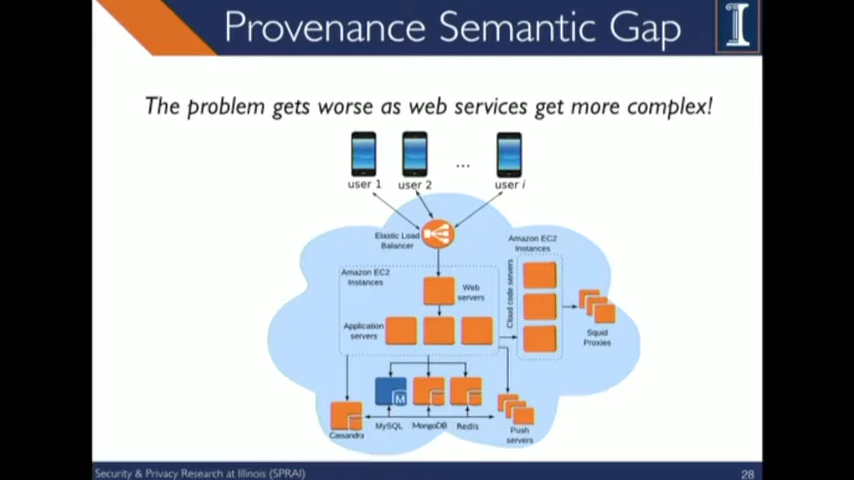 Provenance Semantic Gap
I
The problem gets worse as web services get more complex!
...
user 1
user 2
user i
Elastic Load
Balancer
Amazon EC2
Instances
Amazon EC2
Instances
Web
servers
Cloud code servers
Application
servers
Squid
Proxies
M
Cassandra
MySQL
MongoDB
Redis
Push
servers
Security & Privacy Research at Illinois (SPRAI)
28